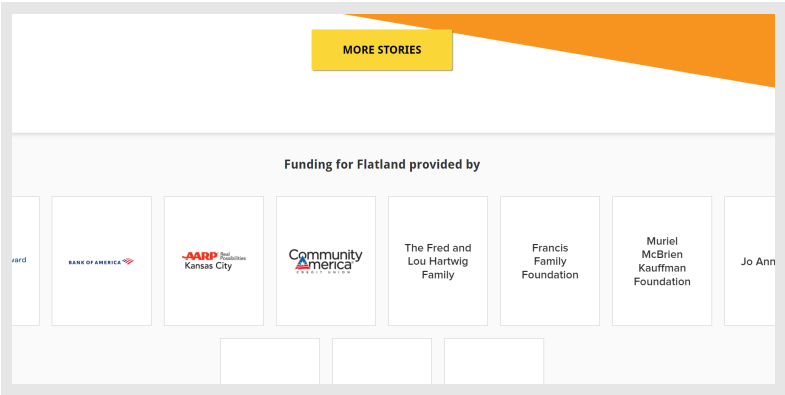 MORE STORIES
Funding for Flatland provided by
BANK OF AMERICA
AARP Real Possibilities
Kansas City
Community
America
CREDIT UNION
The Fred and
Lou Hartwig
Family
Francis
Family
Foundation
Muriel
McBrien
Kauffman
Foundation
Jo Ann